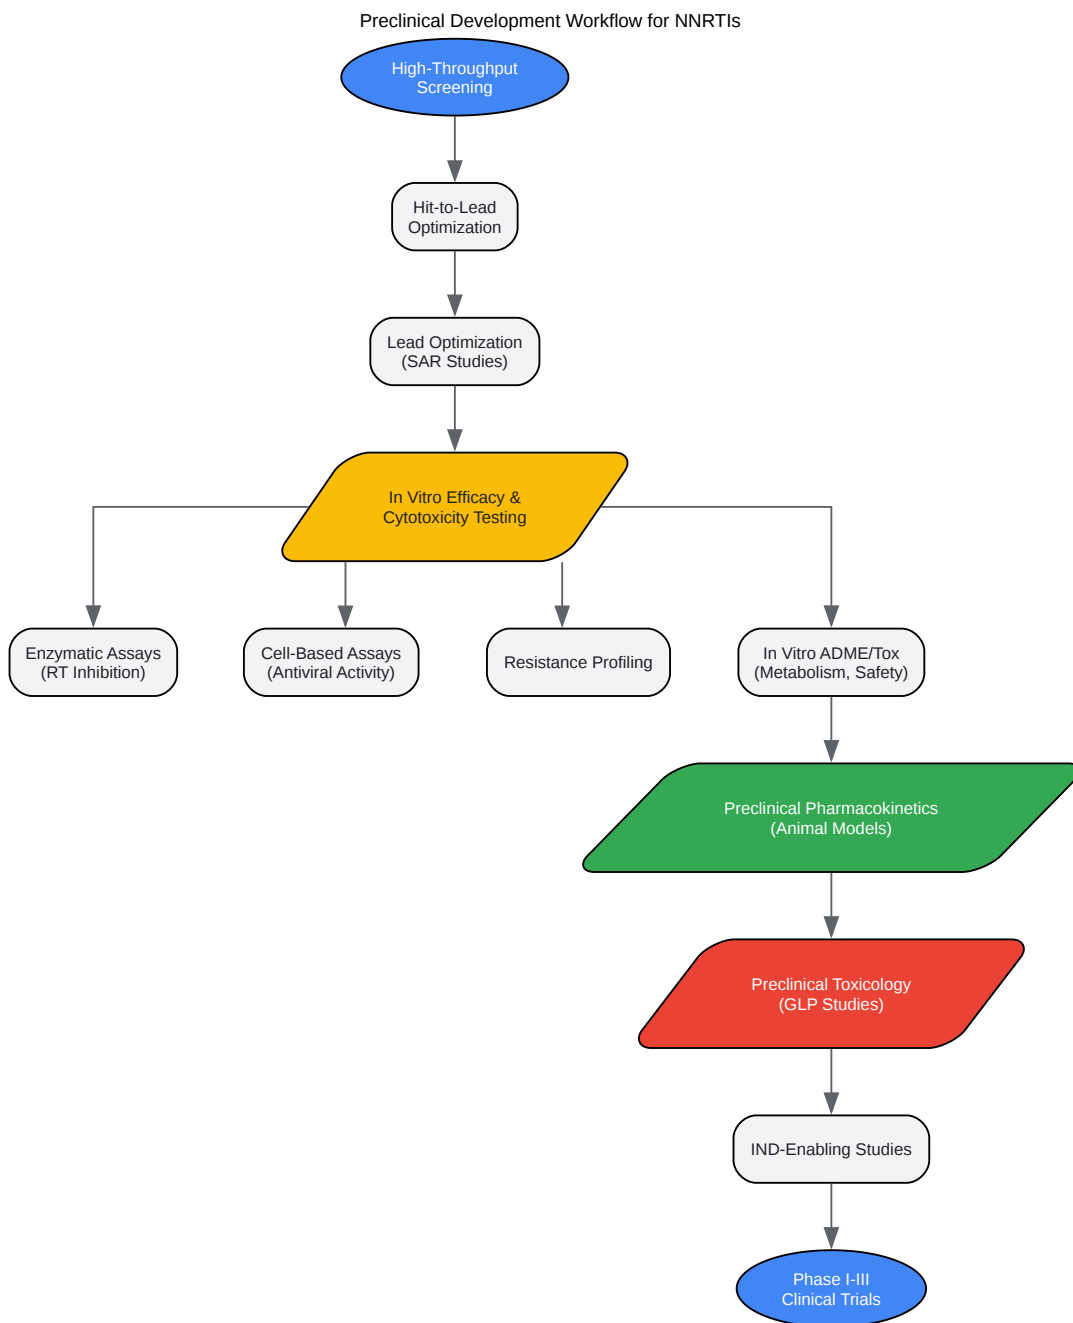 Preclinical Development Workflow for NNRTIs
High-Throughput
Screening
Hit-to-Lead
Optimization
Lead Optimization
(SAR Studies)
In Vitro Efficacy &
Cytotoxicity Testing
Enzymatic Assays
(RT Inhibition)
Cell-Based Assays
(Antiviral Activity)
Resistance Profiling
In Vitro ADME/Tox
(Metabolism, Safety)
Preclinical Pharmacokinetics
(Animal Models)
Preclinical Toxicology
(GLP Studies)
IND-Enabling Studies
Phase I-III
Clinical Trials